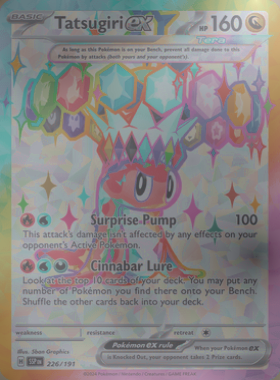 BASIC
Tatsugiri ex HP 160
Tera
As long as this Pokémon is on your Bench, prevent all damage done to this
Pokémon by attacks (both yours and your opponent's).
Surprise Pump 100
This attack's damage isn't affected by any effects on your
opponent's Active Pokémon.
Cinnabar Lure
Look at the top 10 cards of your deck. You may put any
number of Pokémon you find there onto your Bench.
Shuffle the other cards back into your deck.
weakness resistance retreat
Pokémon ex rule
When your Pokémon ex
is Knocked Out, your opponent takes 2 Prize cards.
Illus. 5ban Graphics
226/191